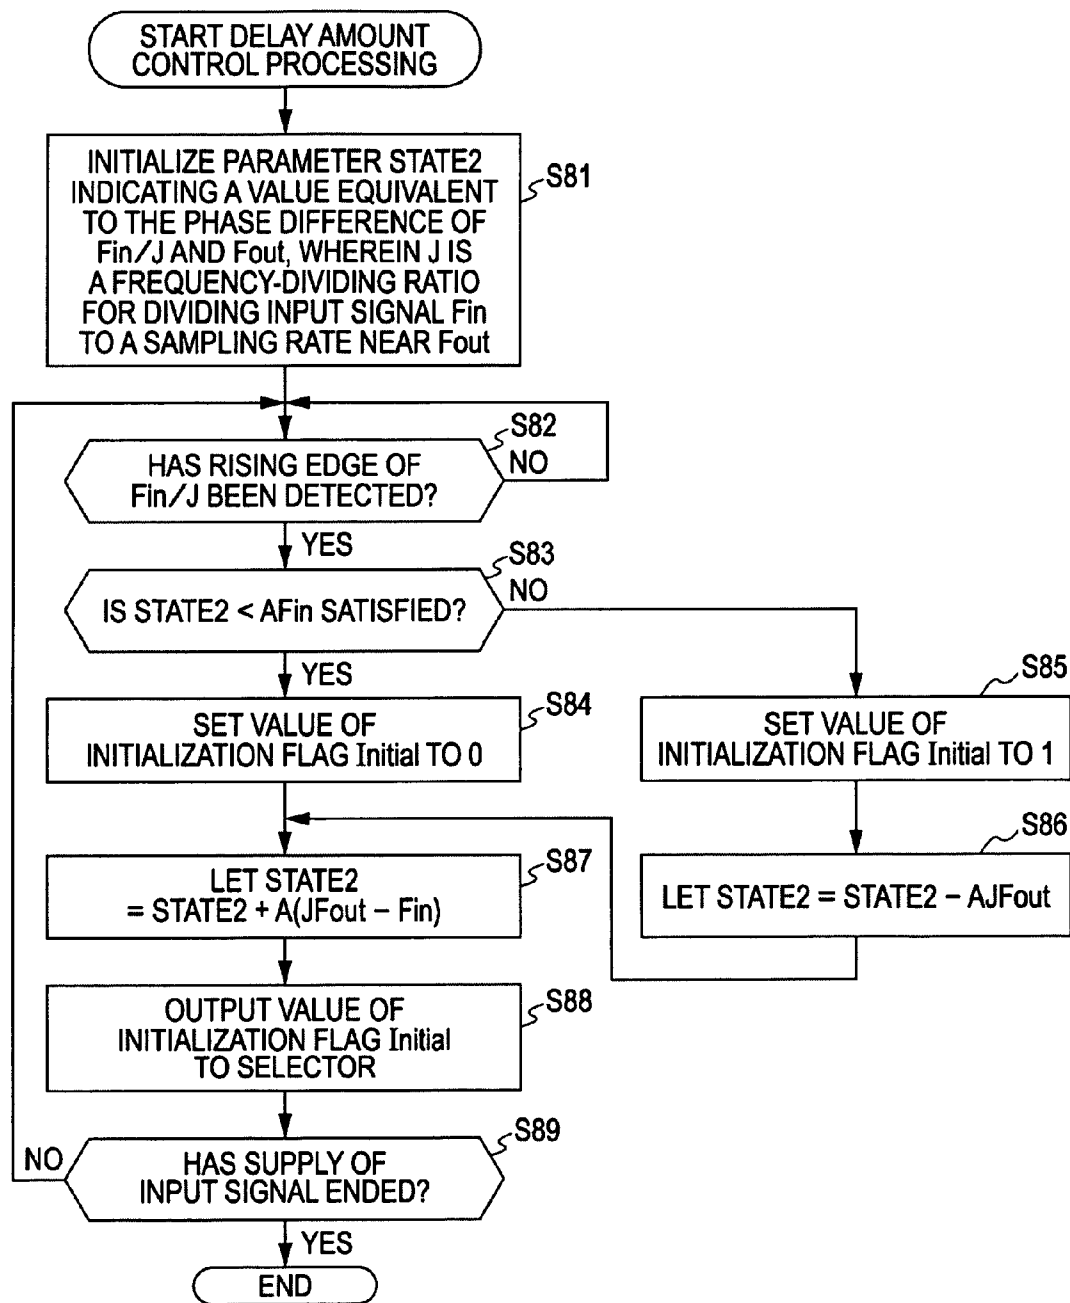 START DELAY AMOUNT
CONTROL PROCESSING
INITIALIZE PARAMETER STATE2
INDICATING A VALUE EQUIVALENT
TO THE PHASE DIFFERENCE OF
Fin/J AND Fout, WHEREIN J IS
A FREQUENCY-DIVIDING RATIO
FOR DIVIDING INPUT SIGNAL Fin
TO A SAMPLING RATE NEAR Fout
S81
S82
HAS RISING EDGE OF
Fin/J BEEN DETECTED?
NO
YES
S83
IS STATE2 < AFin SATISFIED?
NO
YES
S84
SET VALUE OF
INITIALIZATION FLAG Initial TO 0
S85
SET VALUE OF
INITIALIZATION FLAG Initial TO 1
S86
LET STATE2 = STATE2 – AJFout
S87
LET STATE2
= STATE2 + A(JFout – Fin)
S88
OUTPUT VALUE OF
INITIALIZATION FLAG Initial
TO SELECTOR
S89
NO
HAS SUPPLY OF
INPUT SIGNAL ENDED?
YES
END